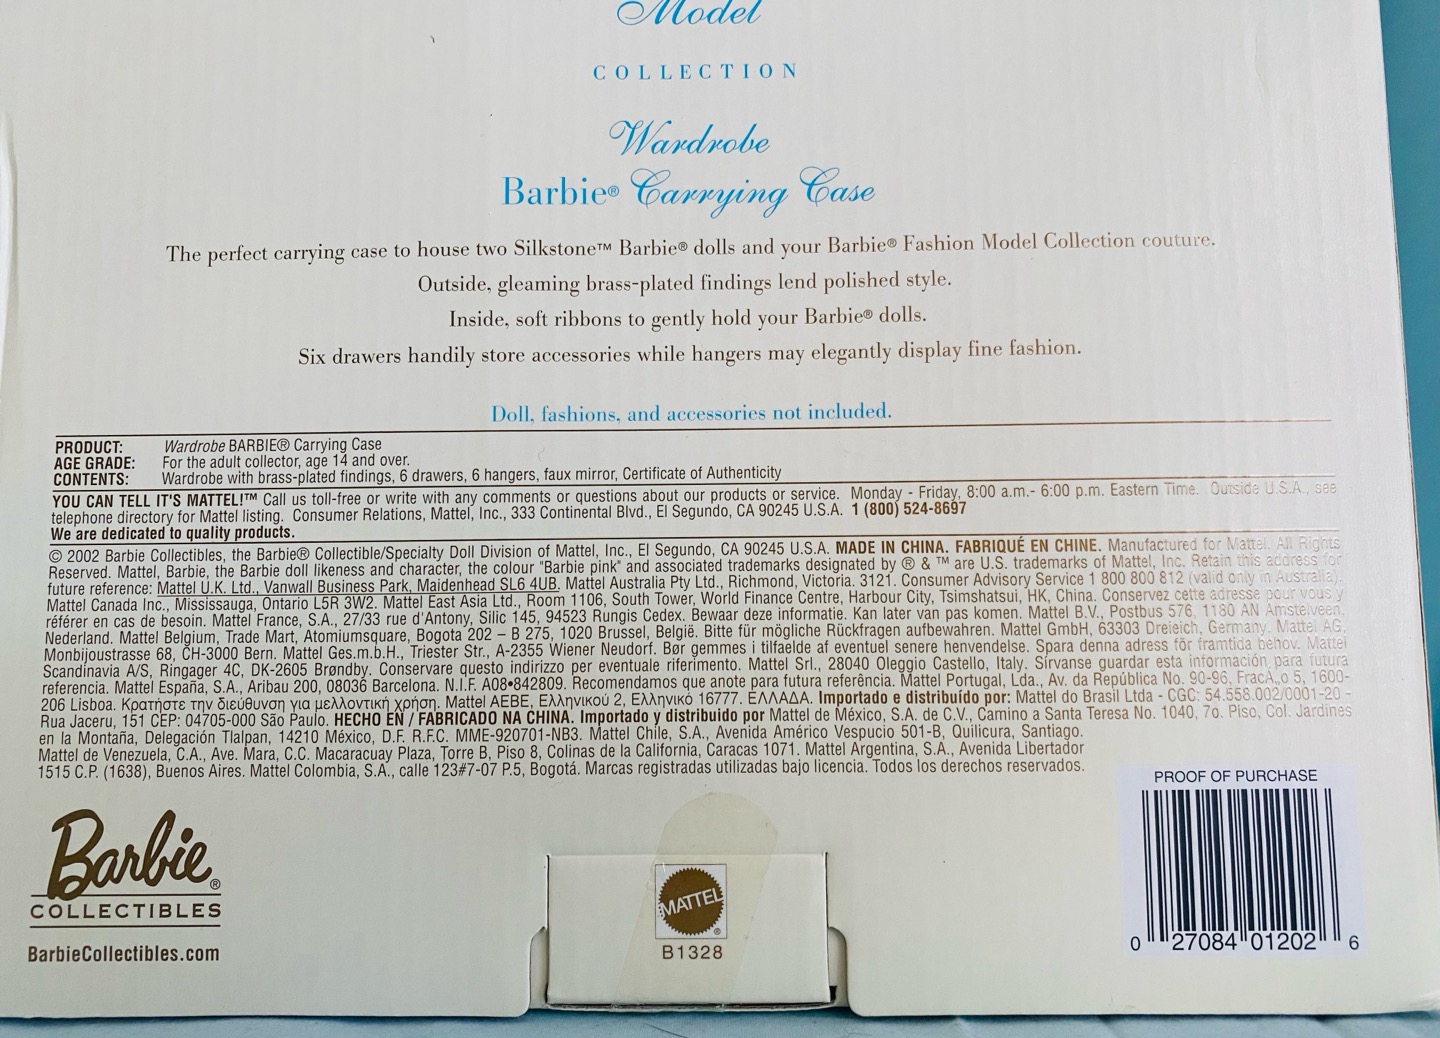 Model
COLLECTION
Wardrobe
Barbie® Carrying Case
The perfect carrying case to house two Silkstone™ Barbie® dolls and your Barbie® Fashion Model Collection couture.
Outside, gleaming brass-plated findings lend polished style.
Inside, soft ribbons to gently hold your Barbie® dolls.
Six drawers handily store accessories while hangers may elegantly display fine fashion.
Doll, fashions, and accessories not included.
PRODUCT: Wardrobe BARBIE® Carrying Case
AGE GRADE: For the adult collector, age 14 and over.
CONTENTS: Wardrobe with brass-plated findings, 6 drawers, 6 hangers, faux mirror, Certificate of Authenticity
YOU CAN TELL IT'S MATTEL!™ Call us toll-free or write with any comments or questions about our products or service. Monday - Friday, 8:00 a.m.- 6:00 p.m. Eastern Time. Outside U.S.A., see
telephone directory for Mattel listing. Consumer Relations, Mattel, Inc., 333 Continental Blvd., El Segundo, CA 90245 U.S.A. 1 (800) 524-8697
We are dedicated to quality products.
© 2002 Barbie Collectibles, the Barbie® Collectible/Specialty Doll Division of Mattel, Inc., El Segundo, CA 90245 U.S.A. MADE IN CHINA. FABRIQUÉ EN CHINE. Manufactured for Mattel. All Rights
Reserved. Mattel, Barbie, the Barbie doll likeness and character, the colour "Barbie pink" and associated trademarks designated by ® & ™ are U.S. trademarks of Mattel, Inc. Retain this address for
future reference: Mattel U.K. Ltd., Vanwall Business Park, Maidenhead SL6 4UB. Mattel Australia Pty Ltd., Richmond, Victoria. 3121. Consumer Advisory Service 1 800 800 812 (valid only in Australia).
Mattel Canada Inc., Mississauga, Ontario L5R 3W2. Mattel East Asia Ltd., Room 1106, South Tower, World Finance Centre, Harbour City, Tsimshatsui, HK, China. Conservez cette adresse pour vous y
référer en cas de besoin. Mattel France, S.A., 27/33 rue d'Antony, Silic 145, 94523 Rungis Cedex. Bewaar deze informatie. Kan later van pas komen. Mattel B.V., Postbus 576, 1180 AN Amstelveen,
Nederland. Mattel Belgium, Trade Mart, Atomiumsquare, Bogota 202 – B 275, 1020 Brussel, België. Bitte für mögliche Rückfragen aufbewahren. Mattel GmbH, 63303 Dreieich, Germany. Mattel AG,
Monbijoustrasse 68, CH-3000 Bern. Mattel Ges.m.b.H., Triester Str., A-2355 Wiener Neudorf. Bør gemmes i tilfaelde af eventuel senere henvendelse. Spara denna adress för framtida behov. Mattel
Scandinavia A/S, Ringager 4C, DK-2605 Brøndby. Conservare questo indirizzo per eventuale riferimento. Mattel Srl., 28040 Oleggio Castello, Italy. Sírvanse guardar esta información para futura
referencia. Mattel España, S.A., Aribau 200, 08036 Barcelona. N.I.F. A08•842809. Recomendamos que anote para futura referência. Mattel Portugal, Lda., Av. da República No. 90-96, FracA,o 5, 1600-
206 Lisboa. Κρατήστε την διεύθυνση για μελλοντική χρήση. Mattel AEBE, Ελληνικού 2, Ελληνικό 16777. ΕΛΛΑΔΑ. Importado e distribuído por: Mattel do Brasil Ltda - CGC: 54.558.002/0001-20 -
Rua Jaceru, 151 CEP: 04705-000 São Paulo. HECHO EN / FABRICADO NA CHINA. Importado y distribuido por Mattel de México, S.A. de C.V., Camino a Santa Teresa No. 1040, 7o. Piso, Col. Jardines
en la Montaña, Delegación Tlalpan, 14210 México, D.F. R.F.C. MME-920701-NB3. Mattel Chile, S.A., Avenida Américo Vespucio 501-B, Quilicura, Santiago.
Mattel de Venezuela, C.A., Ave. Mara, C.C. Macaracuay Plaza, Torre B, Piso 8, Colinas de la California, Caracas 1071. Mattel Argentina, S.A., Avenida Libertador
1515 C.P. (1638), Buenos Aires. Mattel Colombia, S.A., calle 123#7-07 P.5, Bogotá. Marcas registradas utilizadas bajo licencia. Todos los derechos reservados.
PROOF OF PURCHASE
0 27084 01202 6
Barbie®
COLLECTIBLES
BarbieCollectibles.com
MATTEL®
B1328